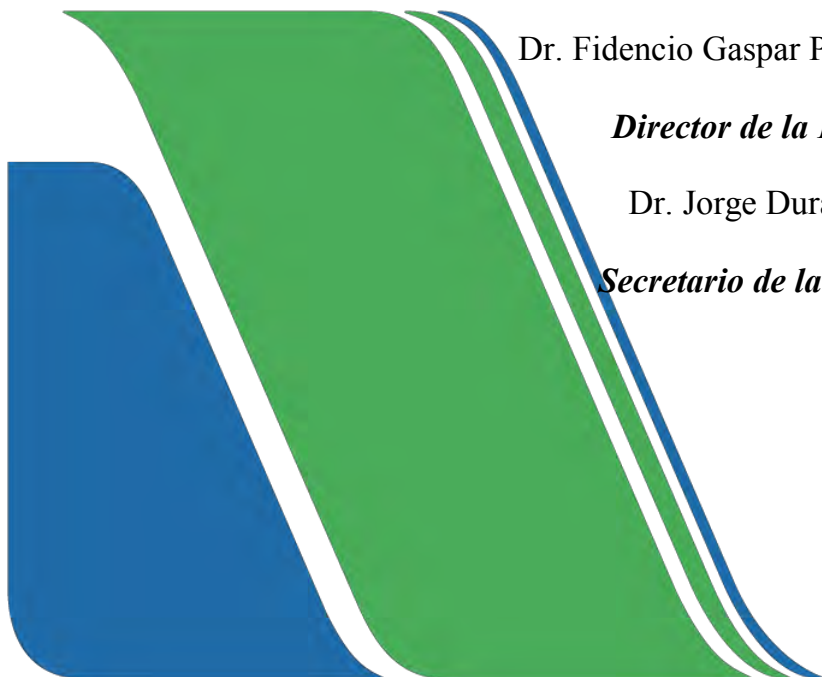 Dr. Fidencio Gaspar P
Director de la
Dr. Jorge Dura
Secretario de la